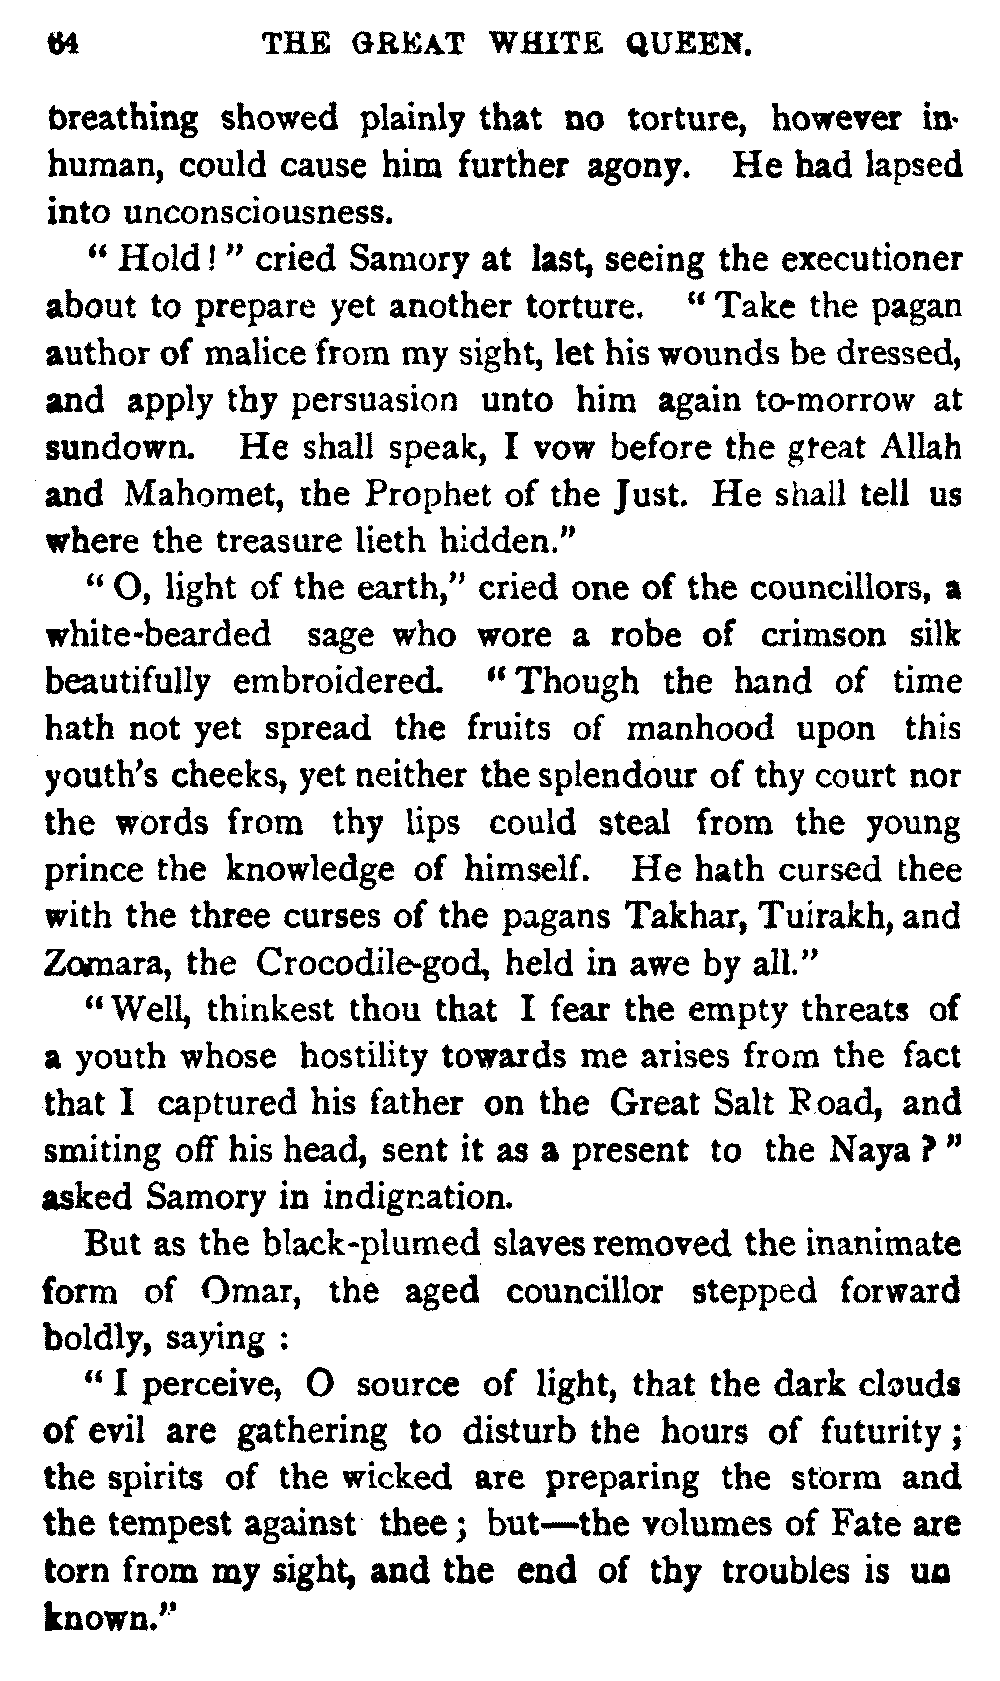 64 THE GREAT WHITE QUEEN.
breathing showed plainly that no torture, however in-
human, could cause him further agony. He had lapsed
into unconsciousness.
“Hold!” cried Samory at last, seeing the executioner
about to prepare yet another torture. “Take the pagan
author of malice from my sight, let his wounds be dressed,
and apply thy persuasion unto him again to-morrow at
sundown. He shall speak, I vow before the great Allah
and Mahomet, the Prophet of the Just. He shall tell us
where the treasure lieth hidden.”
“O, light of the earth,” cried one of the councillors, a
white-bearded sage who wore a robe of crimson silk
beautifully embroidered. “Though the hand of time
hath not yet spread the fruits of manhood upon this
youth's cheeks, yet neither the splendour of thy court nor
the words from thy lips could steal from the young
prince the knowledge of himself. He hath cursed thee
with the three curses of the pagans Takhar, Tuirakh, and
Zomara, the Crocodile-god, held in awe by all.”
“Well, thinkest thou that I fear the empty threats of
a youth whose hostility towards me arises from the fact
that I captured his father on the Great Salt Road, and
smiting off his head, sent it as a present to the Naya?”
asked Samory in indignation.
But as the black-plumed slaves removed the inanimate
form of Omar, the aged councillor stepped forward
boldly, saying :
“I perceive, O source of light, that the dark clouds
of evil are gathering to disturb the hours of futurity;
the spirits of the wicked are preparing the storm and
the tempest against thee; but—the volumes of Fate are
torn from my sight, and the end of thy troubles is un
known.”